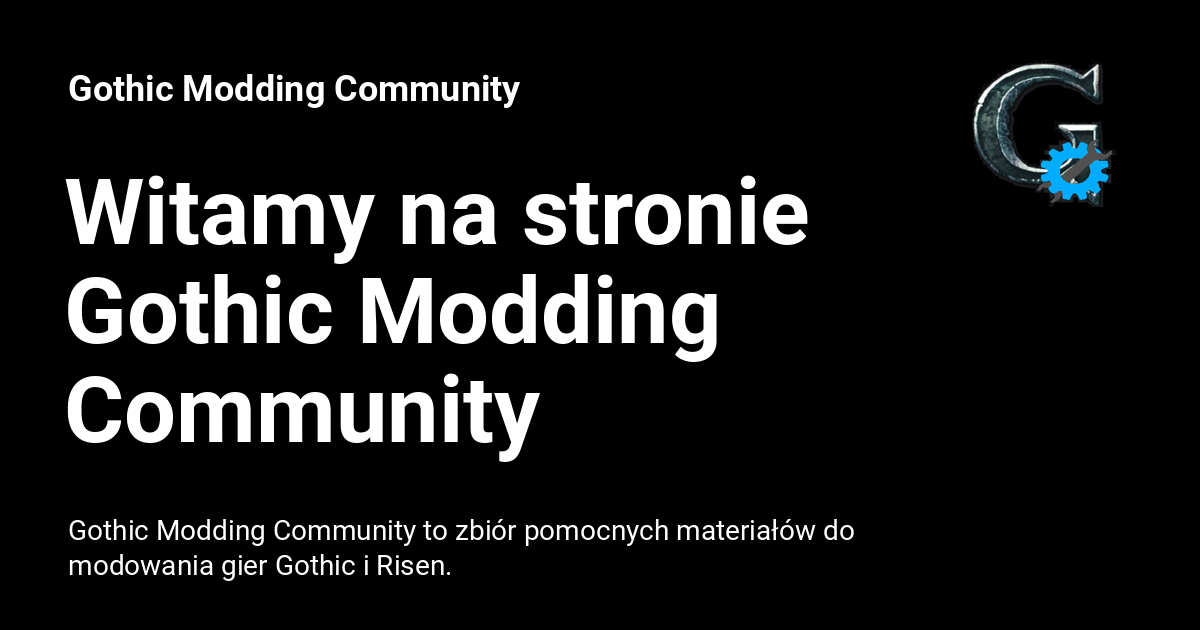 Gothic Modding Community
Witamy na stronie
Gothic Modding
Community
Gothic Modding Community to zbiór pomocnych materiałów do
modowania gier Gothic i Risen.
G